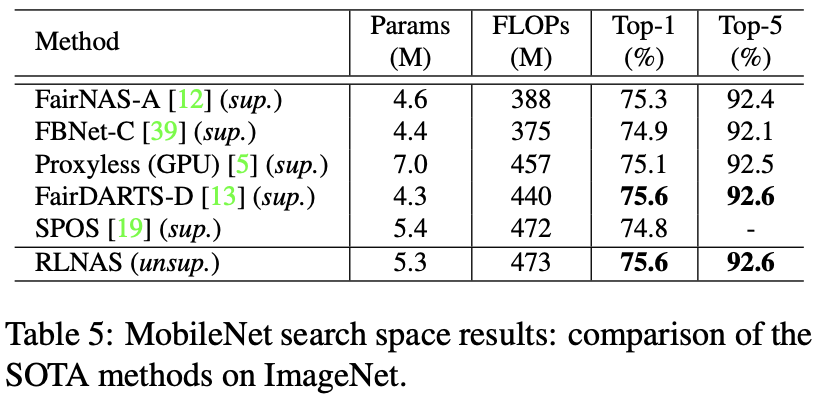 Method Params (M) FLOPs (M) Top-1 (%) Top-5 (%)
FairNAS-A [12] (sup.) 4.6 388 75.3 92.4
FBNet-C [39] (sup.) 4.4 375 74.9 92.1
Proxyless (GPU) [5] (sup.) 7.0 457 75.1 92.5
FairDARTS-D [13] (sup.) 4.3 440 75.6 92.6
SPOS [19] (sup.) 5.4 472 74.8 -
RLNAS (unsup.) 5.3 473 75.6 92.6
Table 5: MobileNet search space results: comparison of the
SOTA methods on ImageNet.